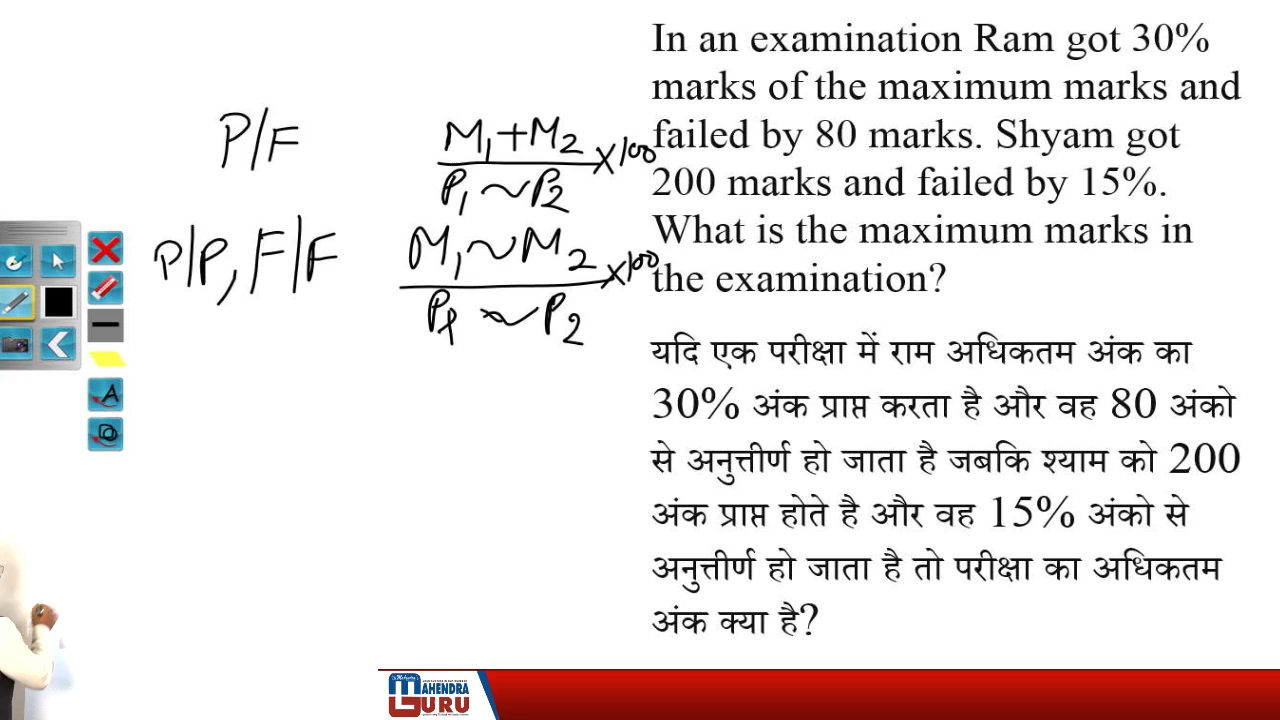 P/F
M₁+M₂
P₁~P₂
×100
P/P, F/F
M₁~M₂
P₁~P₂
×100
In an examination Ram got 30%
marks of the maximum marks and
failed by 80 marks. Shyam got
200 marks and failed by 15%.
What is the maximum marks in
the examination?
यदि एक परीक्षा में राम अधिकतम अंक का
30% अंक प्राप्त करता है और वह 80 अंको
से अनुत्तीर्ण हो जाता है जबकि श्याम को 200
अंक प्राप्त होते है और वह 15% अंको से
अनुत्तीर्ण हो जाता है तो परीक्षा का अधिकतम
अंक क्या है?
MAHENDRA
GURU